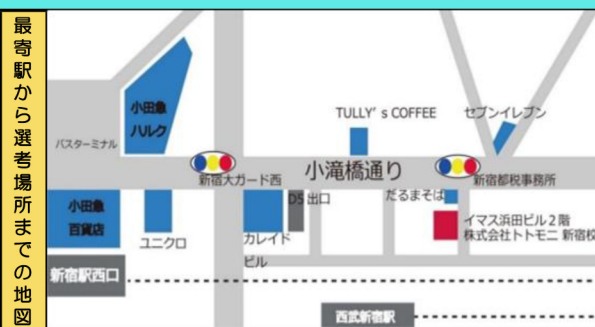 最寄駅から選考場所までの地図
小田急
ハルク
TULLY's COFFEE
セブンイレブン
バスターミナル
小滝橋通り
新宿大ガード西
新宿都税事務所
D5 出口
だるまそば
小田急
百貨店
ユニクロ
カレイド
ビル
イマス浜田ビル2階
株式会社トトモニ 新宿校
新宿駅西口
西武新宿駅